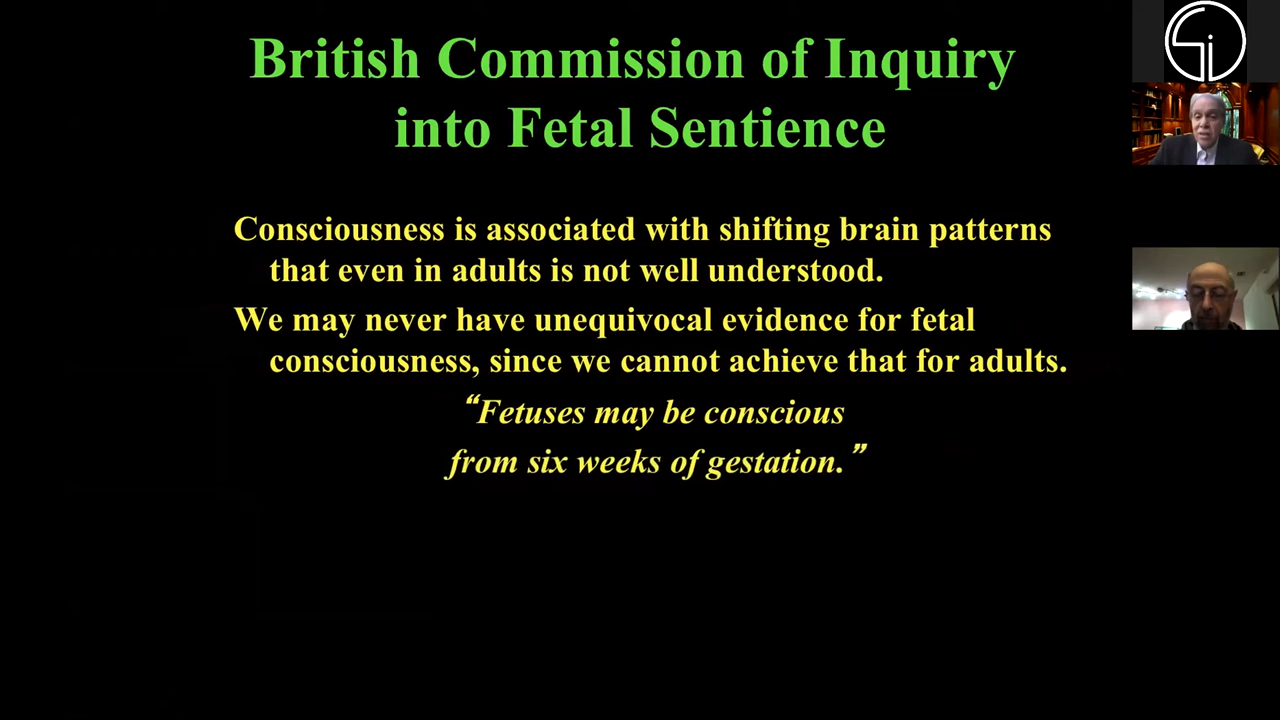 British Commission of Inquiry
into Fetal Sentience
Consciousness is associated with shifting brain patterns
that even in adults is not well understood.
We may never have unequivocal evidence for fetal
consciousness, since we cannot achieve that for adults.
“Fetuses may be conscious
from six weeks of gestation.”